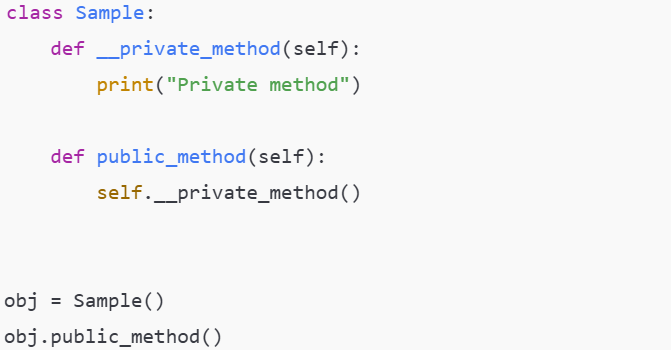 class Sample:
    def __private_method(self):
        print("Private method")
    def public_method(self):
        self.__private_method()
obj = Sample()
obj.public_method()